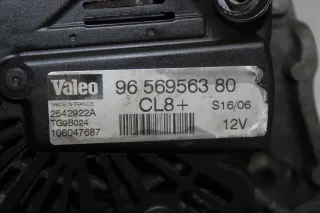 Valeo 96 569563 80
MADE IN FRANCE CL8+ S16/06
2542922A
TG9B024 12V
106047687